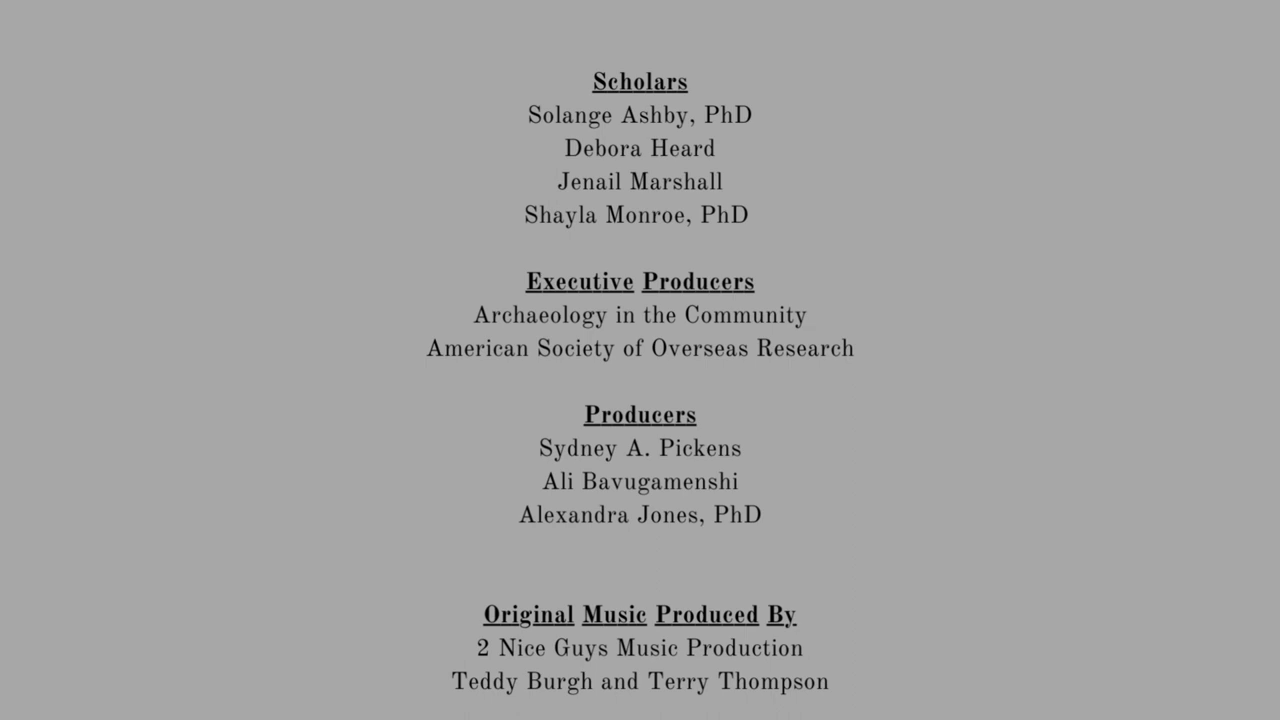 Scholars
Solange Ashby, PhD
Debora Heard
Jenail Marshall
Shayla Monroe, PhD
Executive Producers
Archaeology in the Community
American Society of Overseas Research
Producers
Sydney A. Pickens
Ali Bavugamenshi
Alexandra Jones, PhD
Original Music Produced By
2 Nice Guys Music Production
Teddy Burgh and Terry Thompson